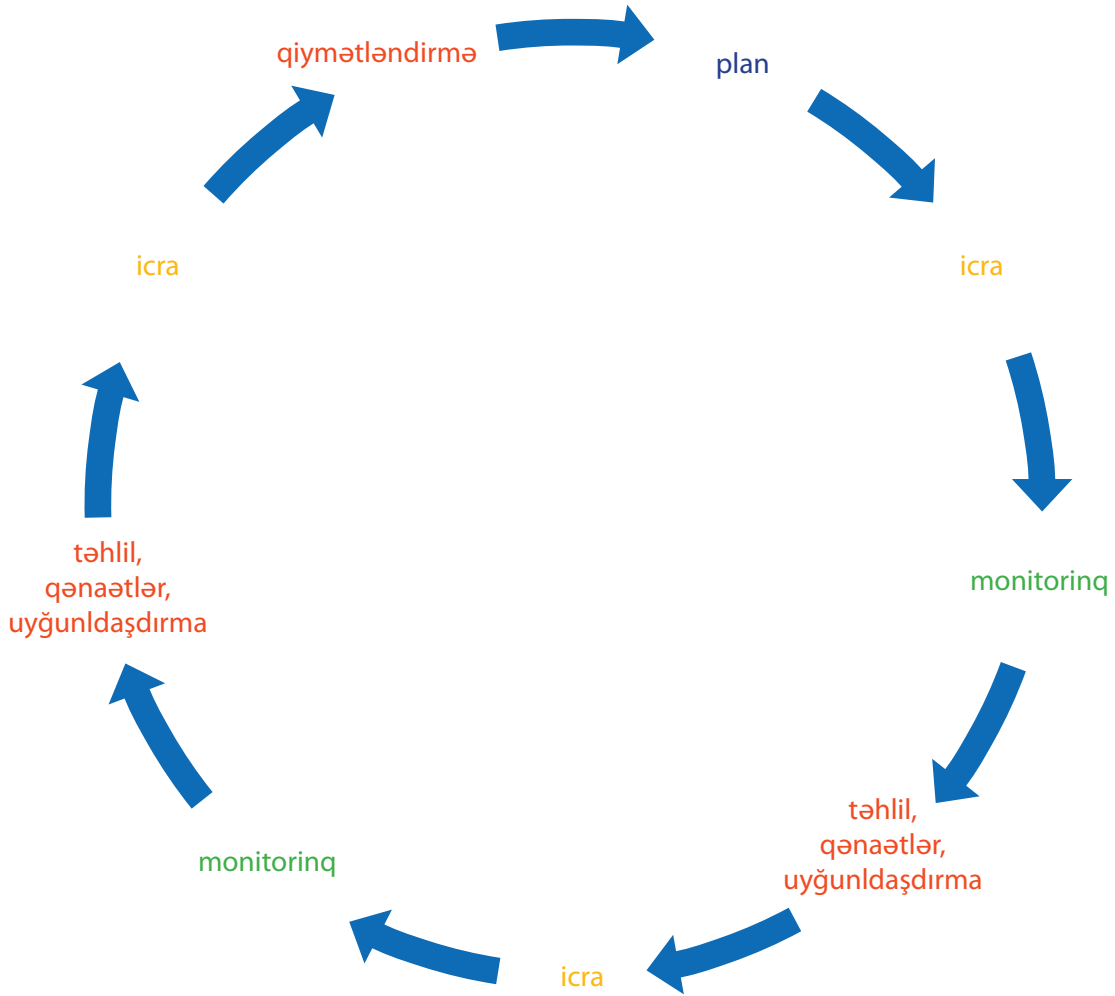 qiymətləndirmə
plan
icra
monitorinq
təhlil,
qənaətlər,
uyğunldaşdırma
icra
monitorinq
təhlil,
qənaətlər,
uyğunldaşdırma
icra